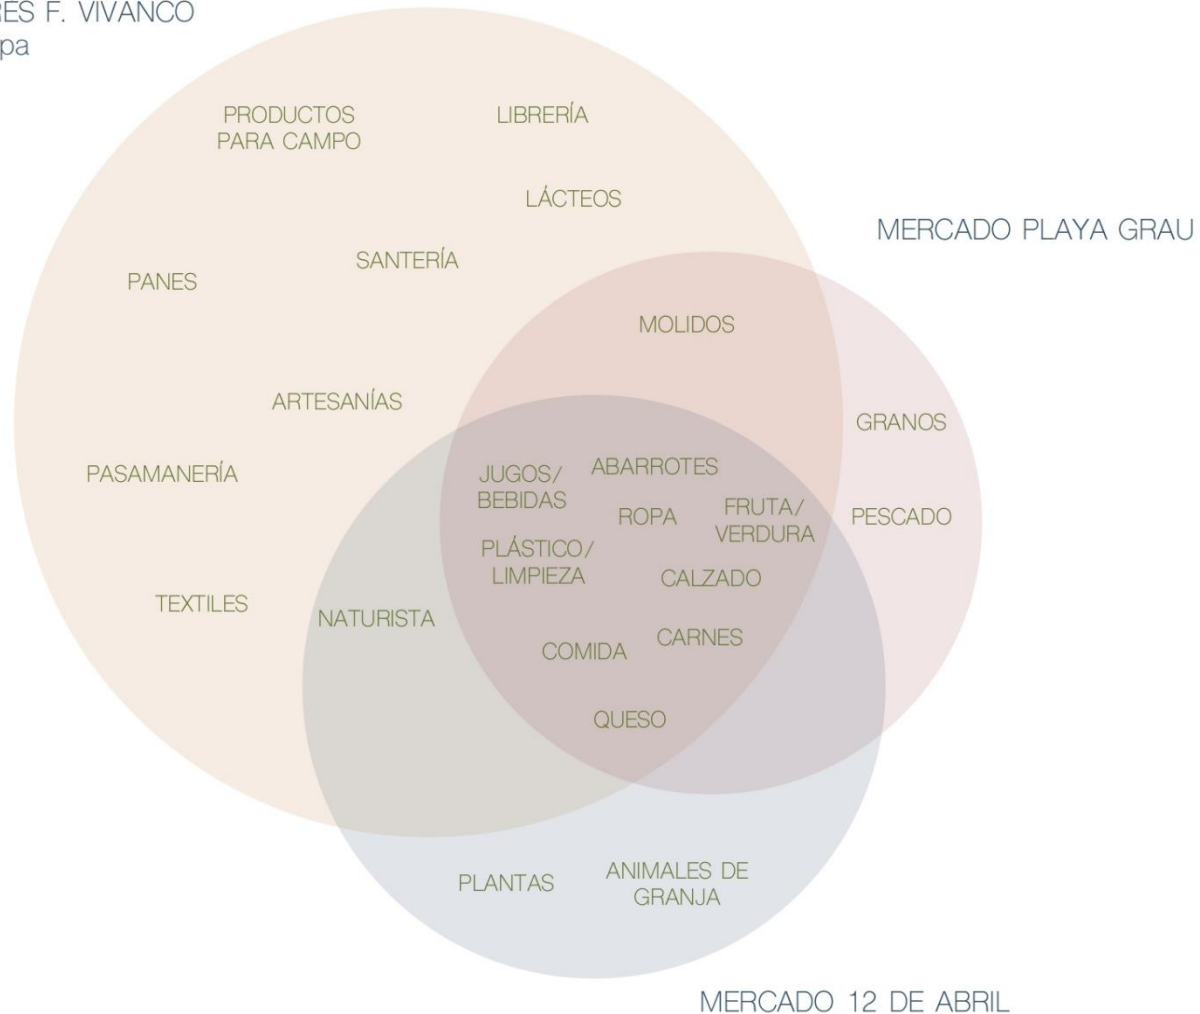 F. VIVANCO
PRODUCTOS
PARA CAMPO
LIBRERÍA
LÁCTEOS
MERCADO PLAYA GRAU
SANTERÍA
PANES
MOLIDOS
ARTESANÍAS
GRANOS
PASAMANERÍA
JUGOS/
BEBIDAS
ABARROTES
ROPA
FRUTA/
VERDURA
PESCADO
PLÁSTICO/
LIMPIEZA
CALZADO
TEXTILES
NATURISTA
COMIDA
CARNES
QUESO
PLANTAS
ANIMALES DE
GRANJA
MERCADO 12 DE ABRIL